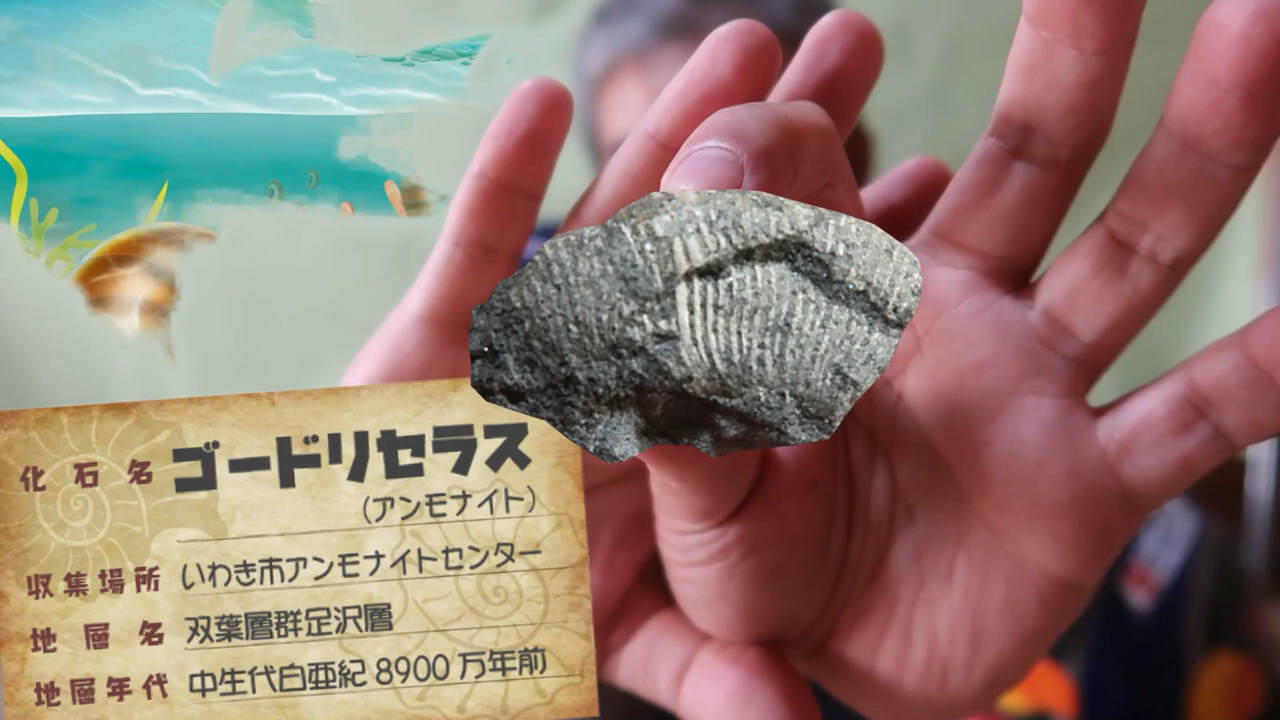 化石名 ゴードリセラス
（アンモナイト）
収集場所 いわき市アンモナイトセンター
地層名 双葉層群足沢層
地層年代 中生代白亜紀 8900 万年前